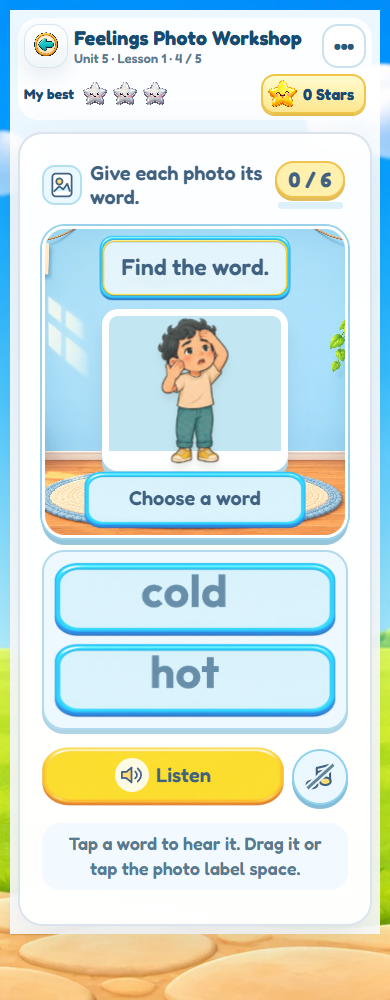 Feelings Photo Workshop
Unit 5 · Lesson 1 · 4 / 5
My best
0 Stars
Give each photo its
word.
0 / 6
Find the word.
Choose a word
cold
hot
Listen
Tap a word to hear it. Drag it or
tap the photo label space.